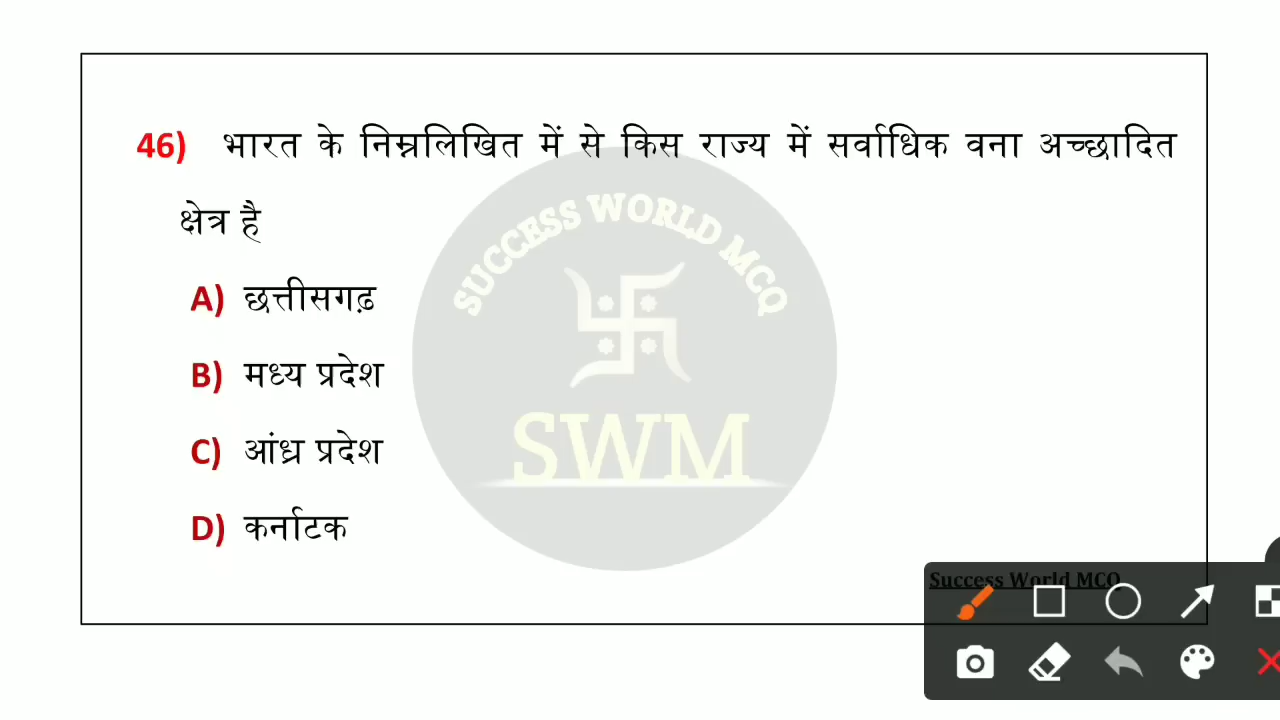 46) भारत के निम्नलिखित में से किस राज्य में सर्वाधिक वना अच्छादित
क्षेत्र है
A) छत्तीसगढ़
B) मध्य प्रदेश
C) आंध्र प्रदेश
D) कर्नाटक
SUCCESS WORLD MCQ
SWM
Success World MCQ